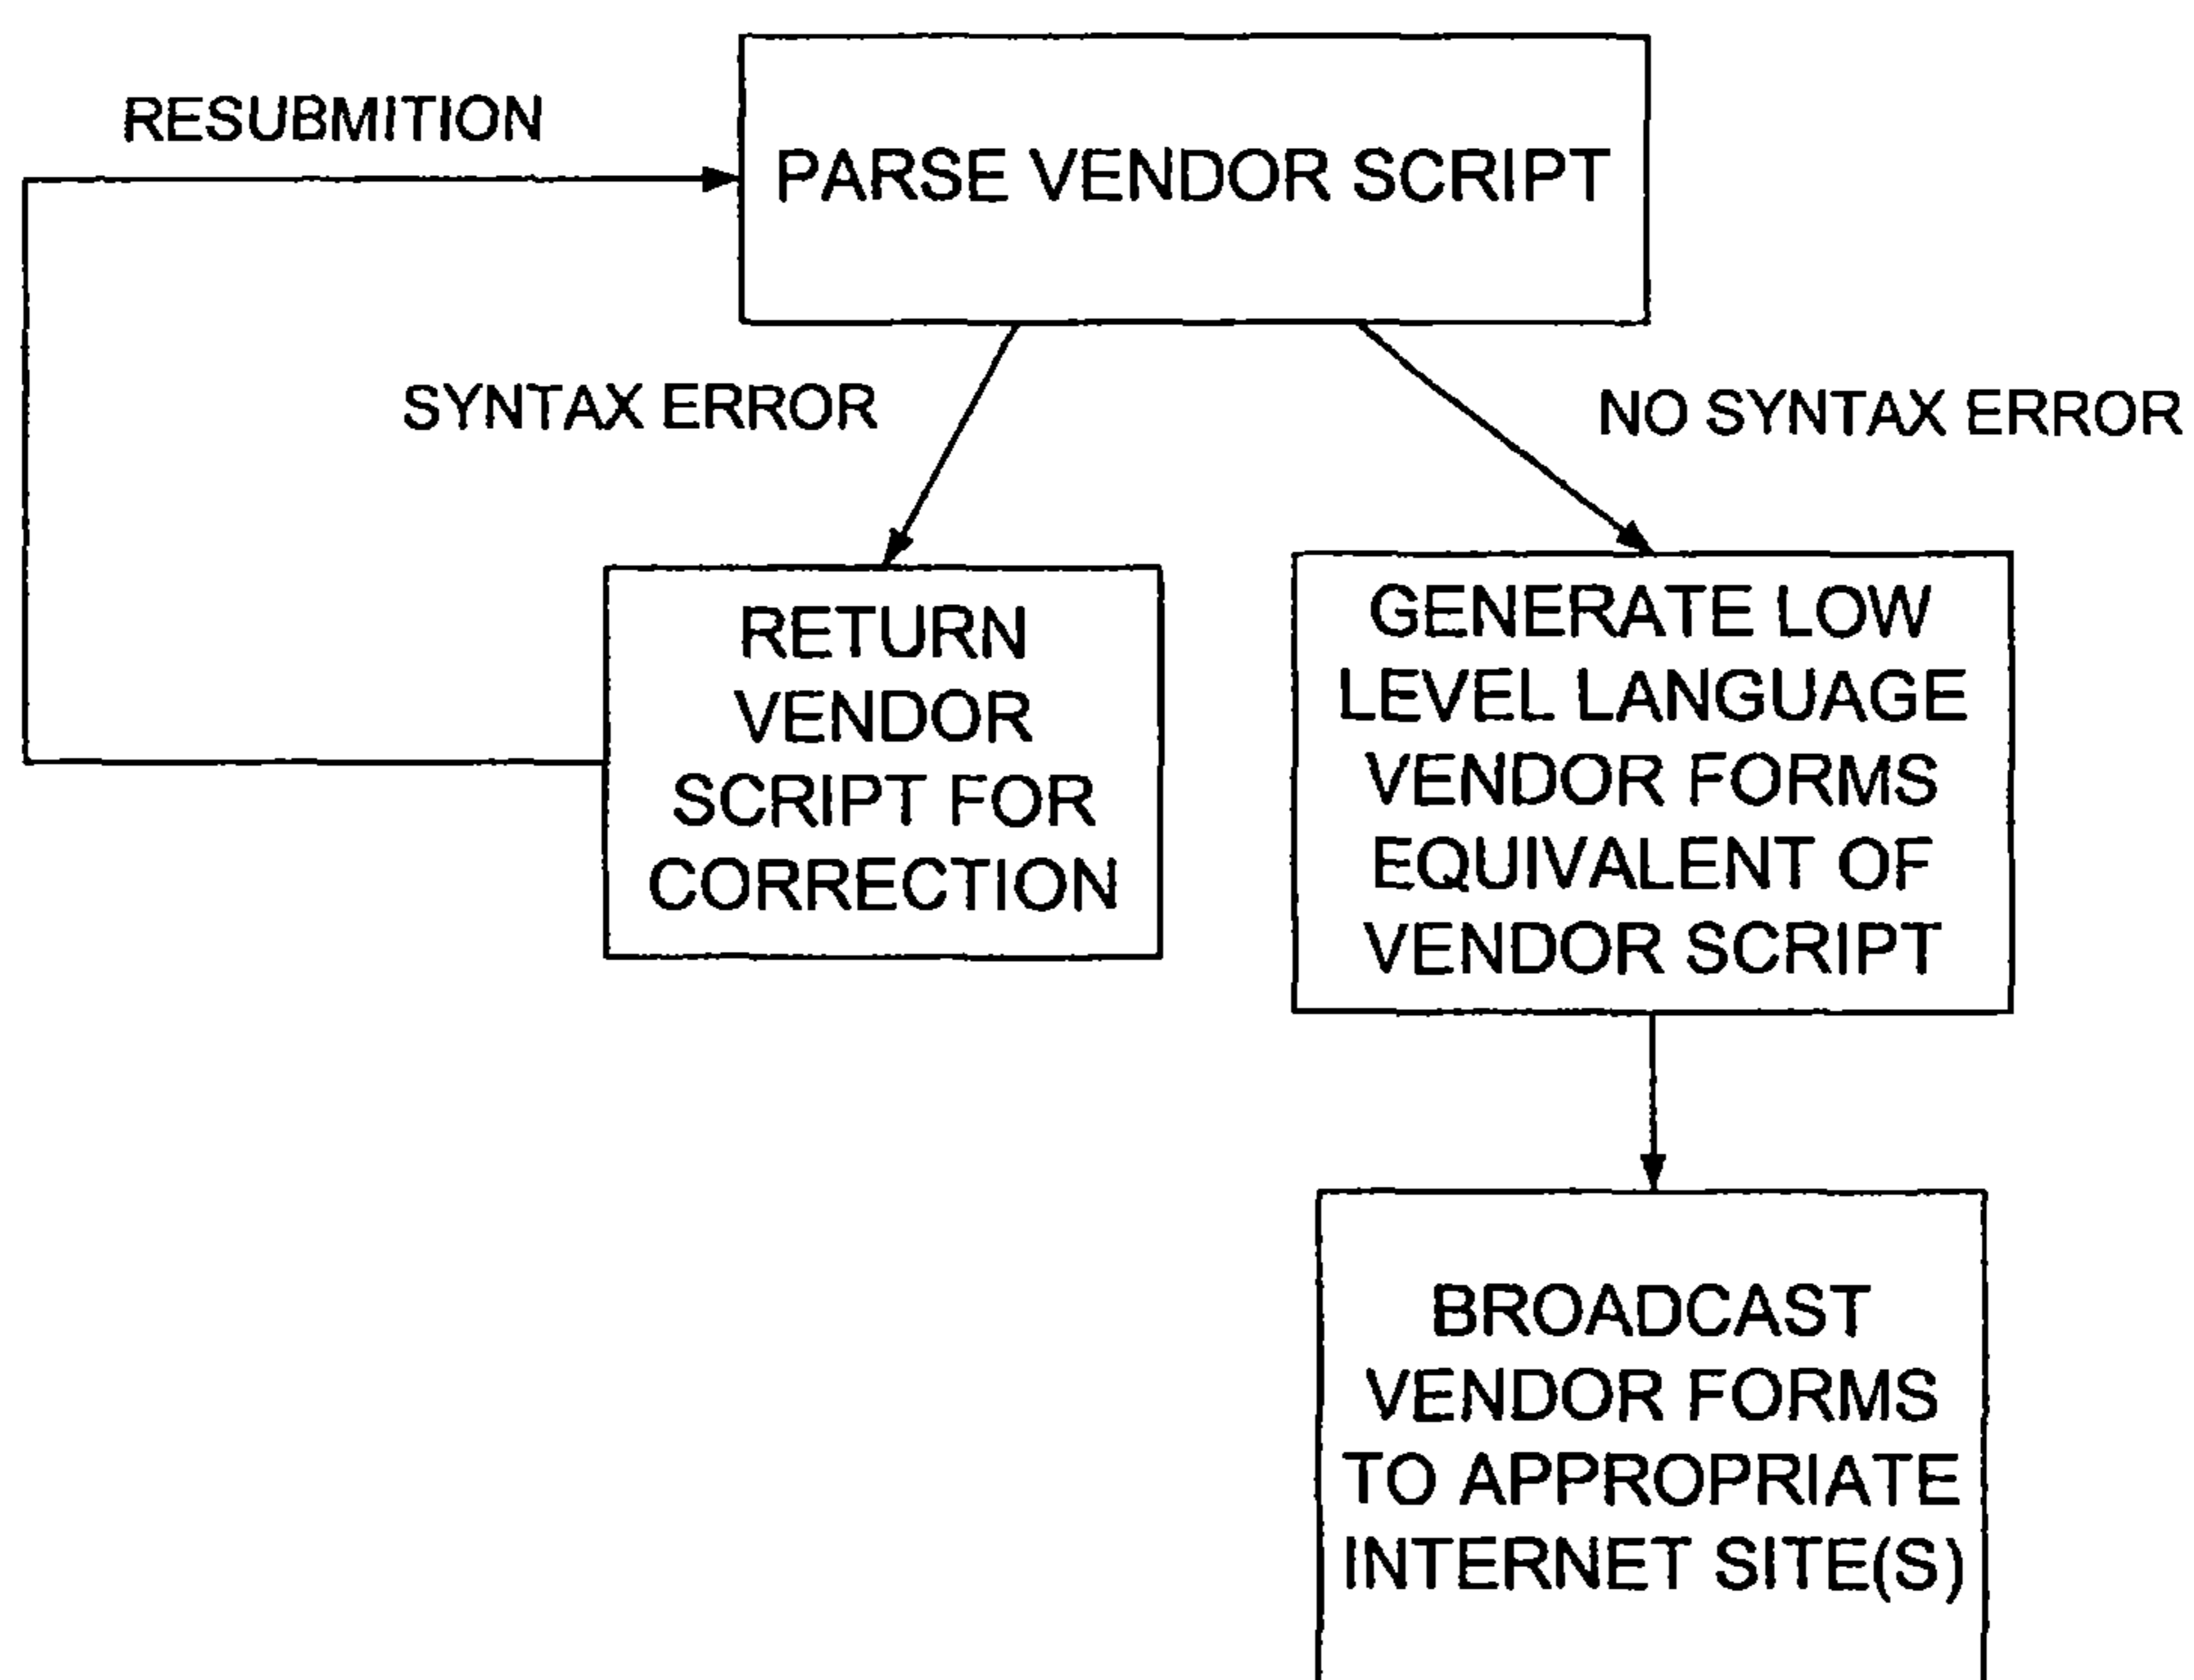 RESUBMITION
PARSE VENDOR SCRIPT
SYNTAX ERROR
NO SYNTAX ERROR
RETURN
VENDOR
SCRIPT FOR
CORRECTION
GENERATE LOW
LEVEL LANGUAGE
VENDOR FORMS
EQUIVALENT OF
VENDOR SCRIPT
BROADCAST
VENDOR FORMS
TO APPROPRIATE
INTERNET SITE(S)